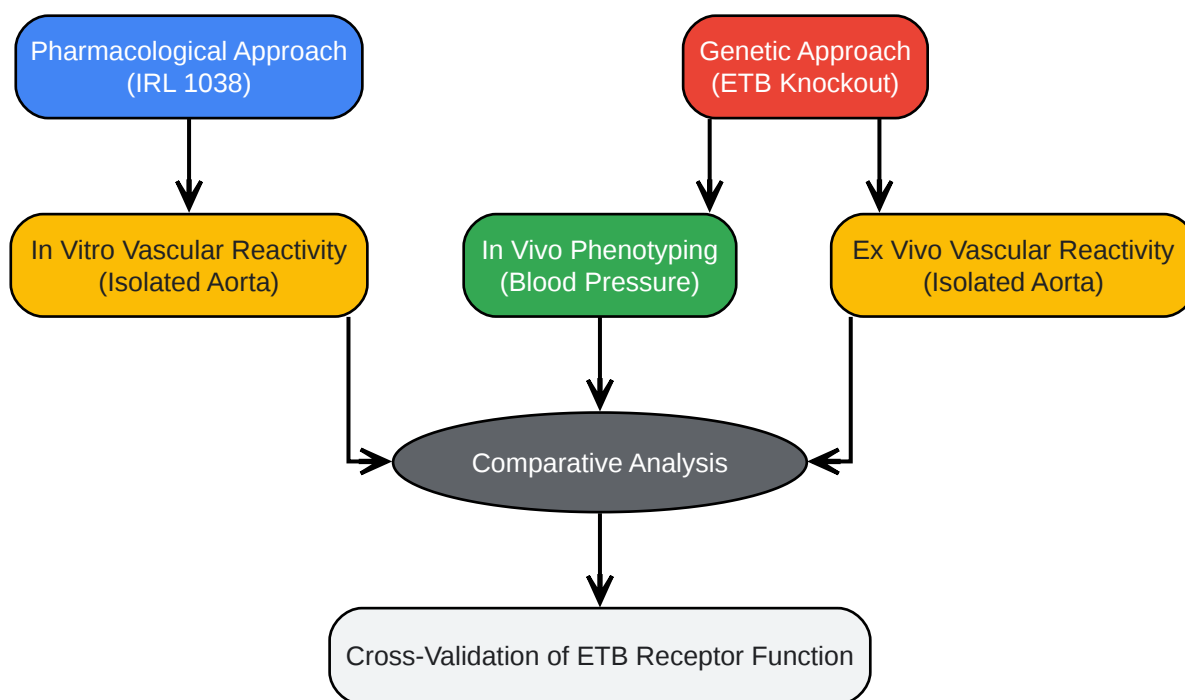 Pharmacological Approach
(IRL 1038)
Genetic Approach
(ETB Knockout)
In Vitro Vascular Reactivity
(Isolated Aorta)
In Vivo Phenotyping
(Blood Pressure)
Ex Vivo Vascular Reactivity
(Isolated Aorta)
Comparative Analysis
Cross-Validation of ETB Receptor Function